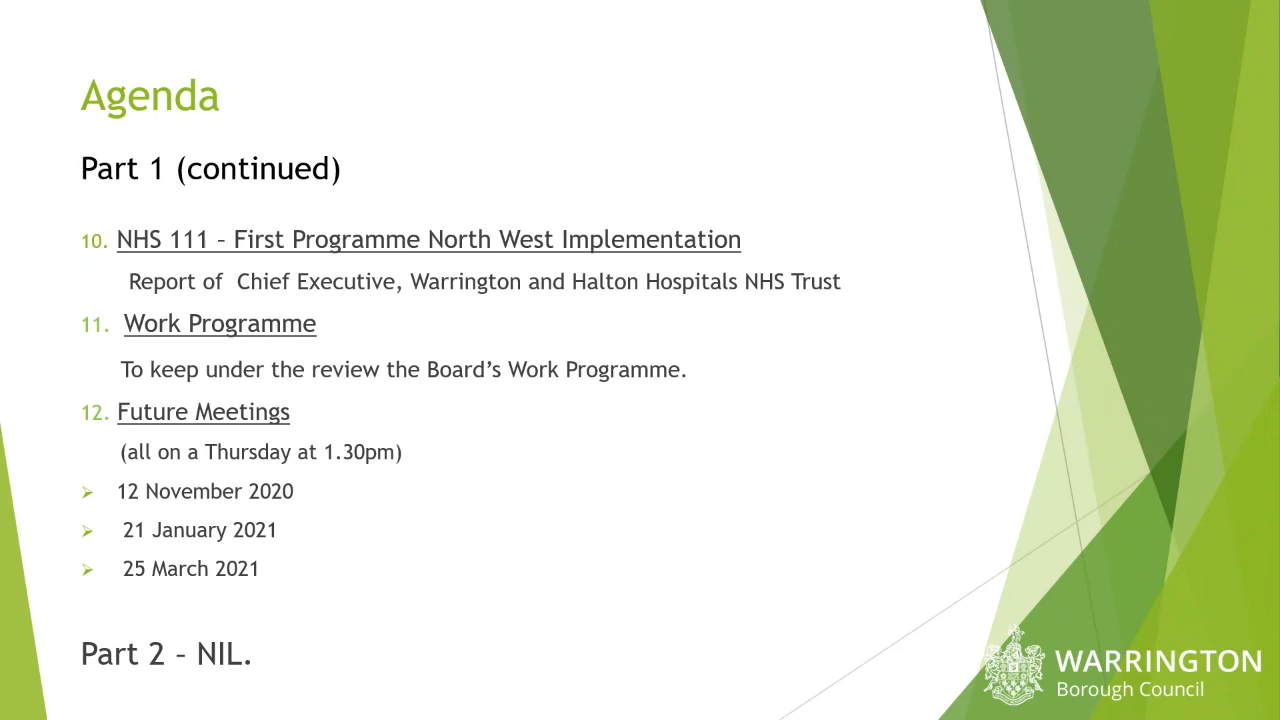 Agenda
Part 1 (continued)
10. NHS 111 – First Programme North West Implementation
Report of Chief Executive, Warrington and Halton Hospitals NHS Trust
11. Work Programme
To keep under the review the Board’s Work Programme.
12. Future Meetings
(all on a Thursday at 1.30pm)
12 November 2020
21 January 2021
25 March 2021
Part 2 – NIL.
WARRINGTON
Borough Council